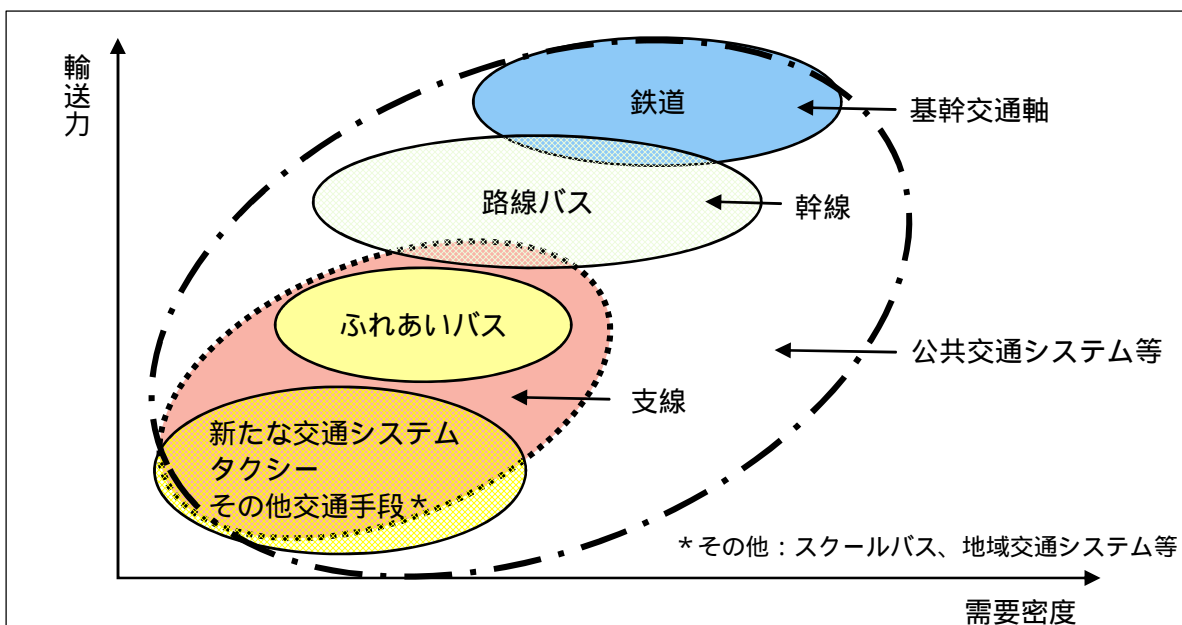 輸送力
鉄道
基幹交通軸
路線バス
幹線
ふれあいバス
公共交通システム等
支線
新たな交通システム
タクシー
その他交通手段*
*その他：スクールバス、地域交通システム等
需要密度